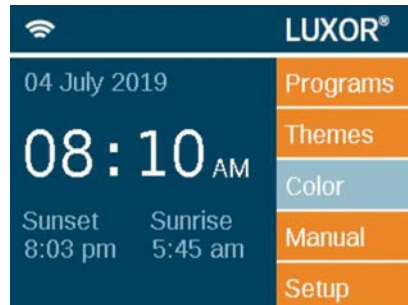 LUXOR®
04 July 2019
08:10 AM
Sunset Sunrise
8:03 pm 5:45 am
Programs
Themes
Color
Manual
Setup